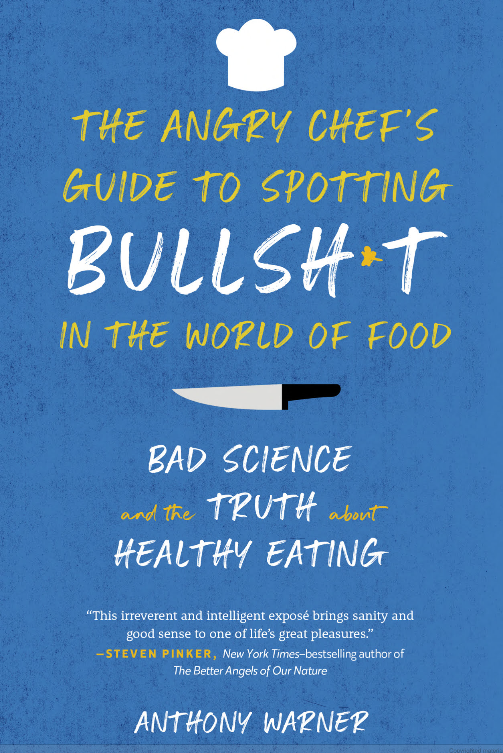 THE ANGRY CHEF'S
GUIDE TO SPOTTING
BULLSH*T
IN THE WORLD OF FOOD
BAD SCIENCE
and the TRUTH about
HEALTHY EATING
“This irreverent and intelligent exposé brings sanity and
good sense to one of life’s great pleasures.”
—STEVEN PINKER, New York Times–bestselling author of
The Better Angels of Our Nature
ANTHONY WARNER